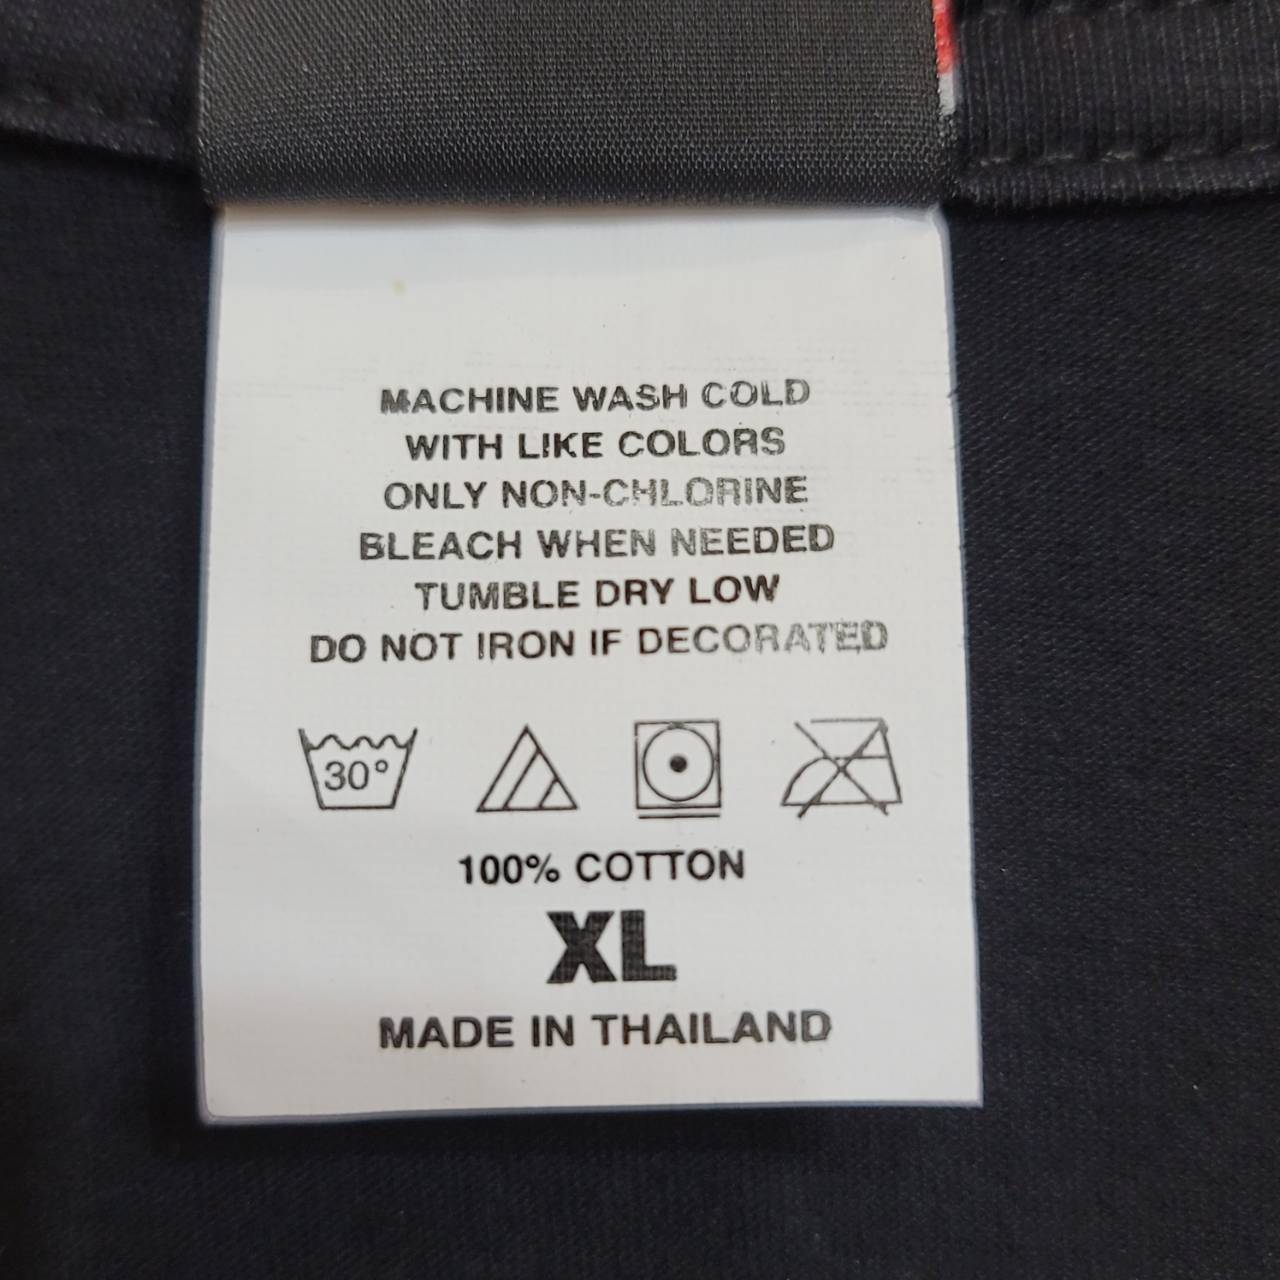 MACHINE WASH COLD
WITH LIKE COLORS
ONLY NON-CHLORINE
BLEACH WHEN NEEDED
TUMBLE DRY LOW
DO NOT IRON IF DECORATED
30°
100% COTTON
XL
MADE IN THAILAND